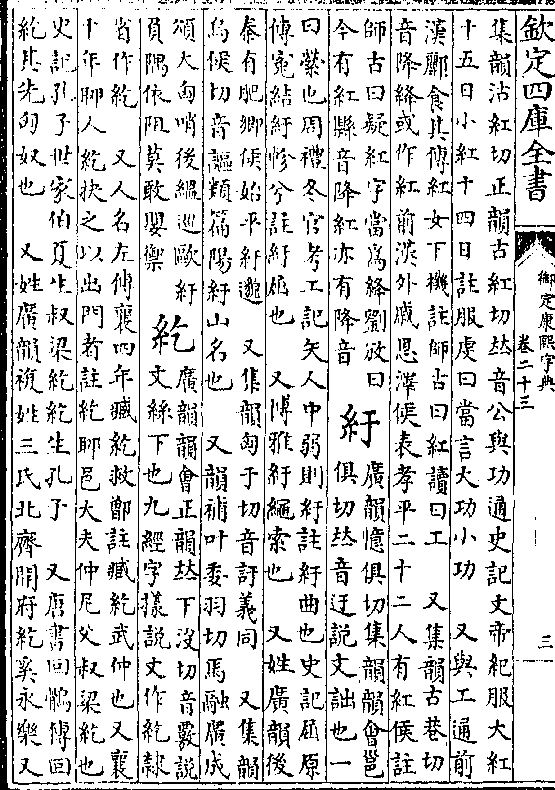 欽定四庫全書
御定康熙字典
卷二十三
三
集韻沽紅切正韻古紅切𠀤音公與功通史記文帝紀服大紅
十五日小紅十四日註服虔曰當言大功小功 又與工通前
漢酈食其傳紅女下機註師古曰紅讀曰工 又集韻古巷切
音降絳或作紅前漢外戚恩澤侯表孝平二十二人有紅侯註
師古曰疑紅字當爲絳劉攽曰
今有紅縣音降紅亦有降音 紆 廣韻憶俱切集韻韻會邕
俱切𠀤音迂說文詘也一
曰縈也周禮冬官考工記矢人中弱則紆註紆曲也史記屈原
傳寃結紆軫兮註紆屈也 又博雅紆繩索也 又姓廣韻後
秦有肥鄉侯始平紆邈 又集韻匈于切音訏義同 又集韻
烏侯切音謳類篇陽紆山名也 又韻補叶委羽切馬融廣成
頌大匈哨後緼巡歐紆
負隅依阻莫敢嬰禦 紇 廣韻韻會正韻𠀤下沒切音覈說
文絲下也九經字樣說文作紇隸
省作紇 又人名左傳襄四年臧紇救鄭註臧紇武仲也又襄
十年郰人紇抉之以出門者註紇郰邑大夫仲尼父叔梁紇也
史記孔子世家伯夏生叔梁紇紇生孔子 又唐書回鶻傳回
紇其先匈奴也 又姓廣韻複姓三氏北齊開府紇奚永樂又